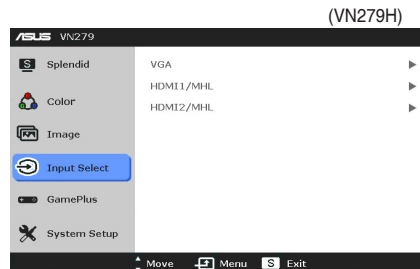 (VN279H)
ASUS VN279
S Splendid
VGA
HDMI1/MHL
Color
HDMI2/MHL
Image
Input Select
GamePlus
System Setup
Move Menu S Exit